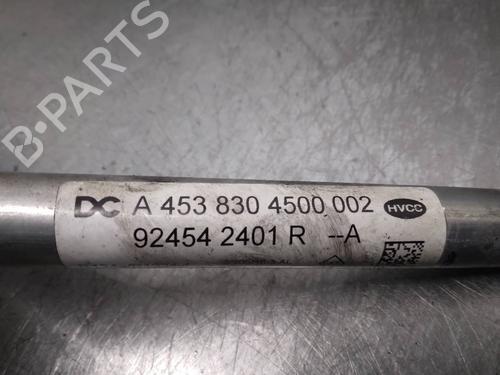 B-PARTS
DC A 453 830 4500 002 HVCC
92454 2401 R --A